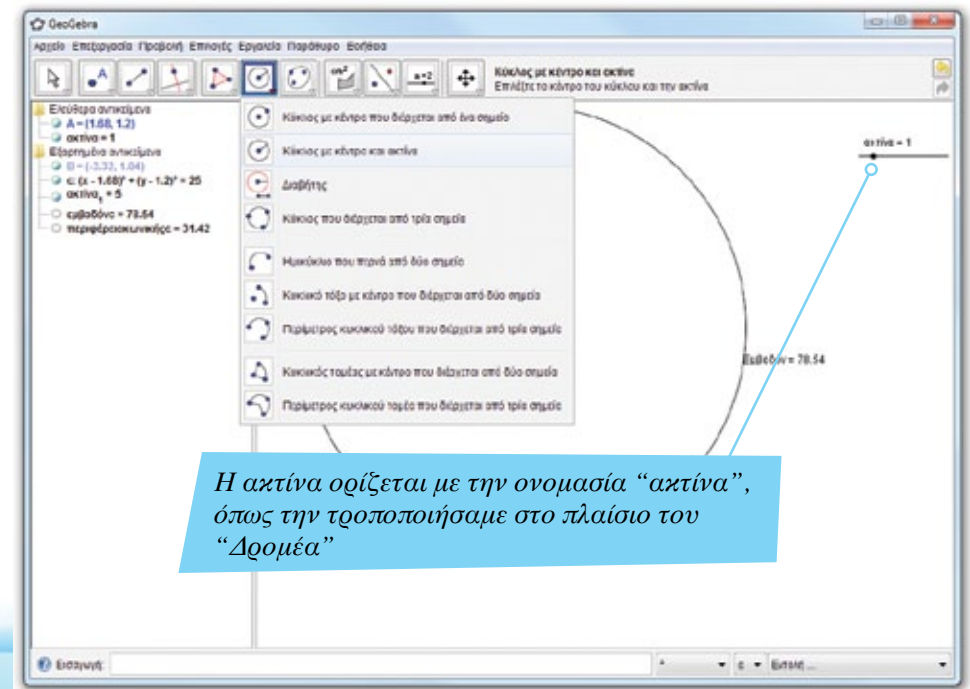 GeoGebra
Αρχείο Επεξεργασία Προβολή Επιλογές Εργαλεία Παράθυρο Βοήθεια
Κύκλος με κέντρο και ακτίνα
Επιλέξτε το κέντρο του κύκλου και την ακτίνα
Ελεύθερα αντικείμενα
A = (1.68, 1.2)
ακτίνα = 1
Εξαρτημένα αντικείμενα
B = (-3.32, 1.04)
c: (x - 1.68)² + (y - 1.2)² = 25
ακτίνα₁ = 5
εμβαδόνc = 78.54
περιφέρειακωνικήςc = 31.42
Κύκλος με κέντρο που διέρχεται από ένα σημείο
Κύκλος με κέντρο και ακτίνα
Διαβήτης
Κύκλος που διέρχεται από τρία σημεία
Ημικύκλιο που περνά από δύο σημεία
Κυκλικό τόξο με κέντρο που διέρχεται από δύο σημεία
Περίμετρος κυκλικού τόξου που διέρχεται από τρία σημεία
Κυκλικός τομέας με κέντρο που διέρχεται από δύο σημεία
Περίμετρος κυκλικού τομέα που διέρχεται από τρία σημεία
ακτίνα = 1
Εμβαδόν = 78.54
Η ακτίνα ορίζεται με την ονομασία “ακτίνα”,
όπως την τροποποιήσαμε στο πλαίσιο του
“Δρομέα”
Εισαγωγή:
Εντολή ...